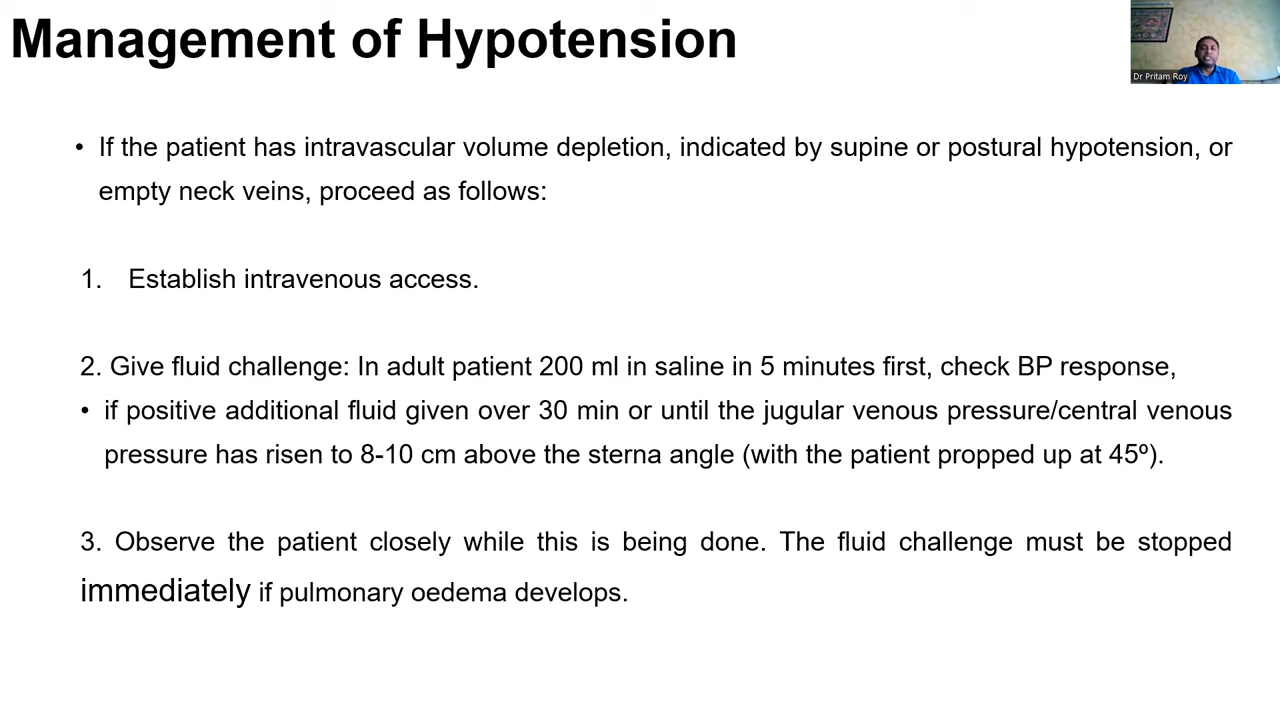 Management of Hypotension
Dr Pritam Roy
• If the patient has intravascular volume depletion, indicated by supine or postural hypotension, or
empty neck veins, proceed as follows:
1. Establish intravenous access.
2. Give fluid challenge: In adult patient 200 ml in saline in 5 minutes first, check BP response,
• if positive additional fluid given over 30 min or until the jugular venous pressure/central venous
pressure has risen to 8-10 cm above the sterna angle (with the patient propped up at 45º).
3. Observe the patient closely while this is being done. The fluid challenge must be stopped
immediately if pulmonary oedema develops.